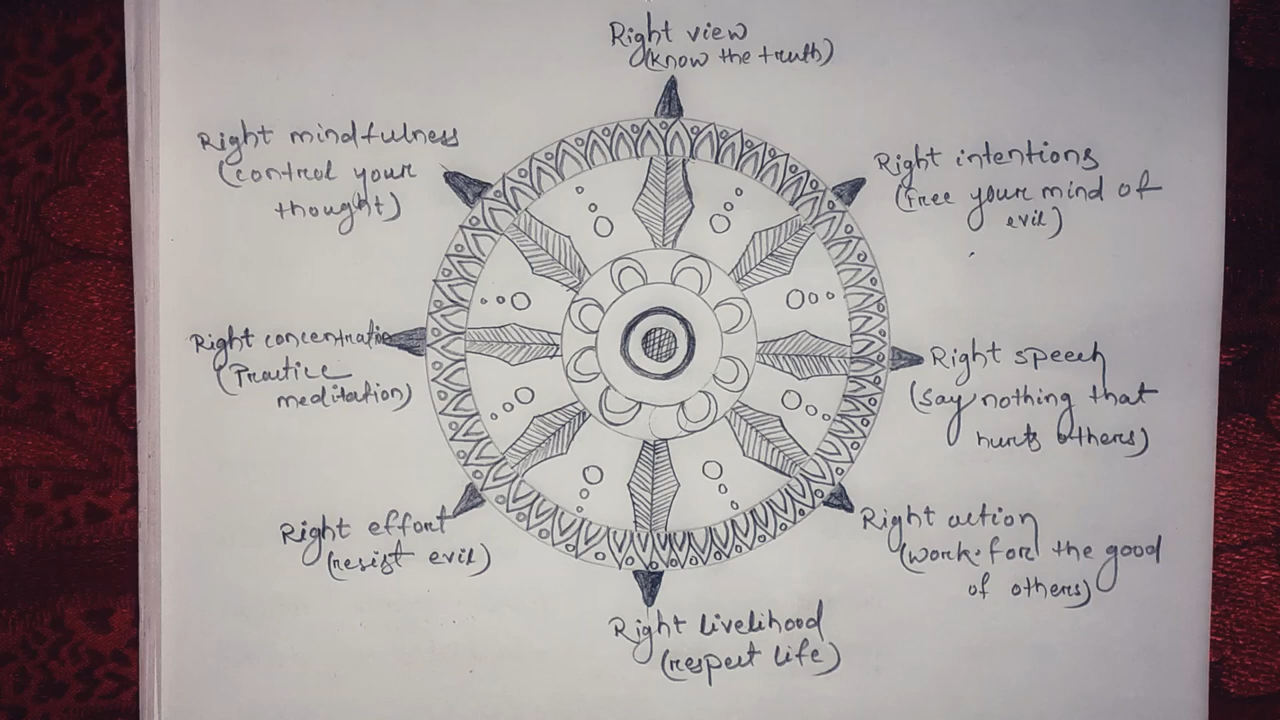 Right view
(know the truth)
Right intentions
(free your mind of
evil)
Right speech
(say nothing that
hurts others)
Right action
(work for the good
of others)
Right livelihood
(respect life)
Right effort
(resist evil)
Right concentration
(Practice
meditation)
Right mindfulness
(control your
thought)